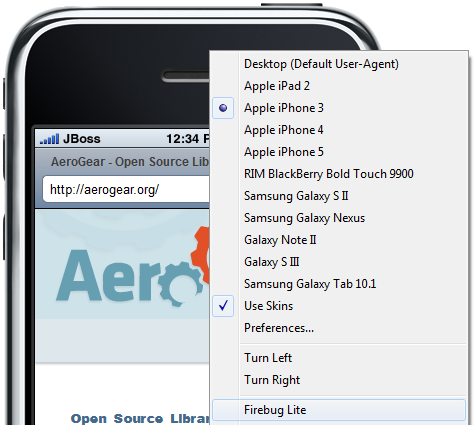 JBoss 12:34 P
AeroGear - Open Source Lib
http://aerogear.org/
Aero
Open Source Librar
Desktop (Default User-Agent)
Apple iPad 2
Apple iPhone 3
Apple iPhone 4
Apple iPhone 5
RIM BlackBerry Bold Touch 9900
Samsung Galaxy S II
Samsung Galaxy Nexus
Galaxy Note II
Galaxy S III
Samsung Galaxy Tab 10.1
Use Skins
Preferences...
Turn Left
Turn Right
Firebug Lite